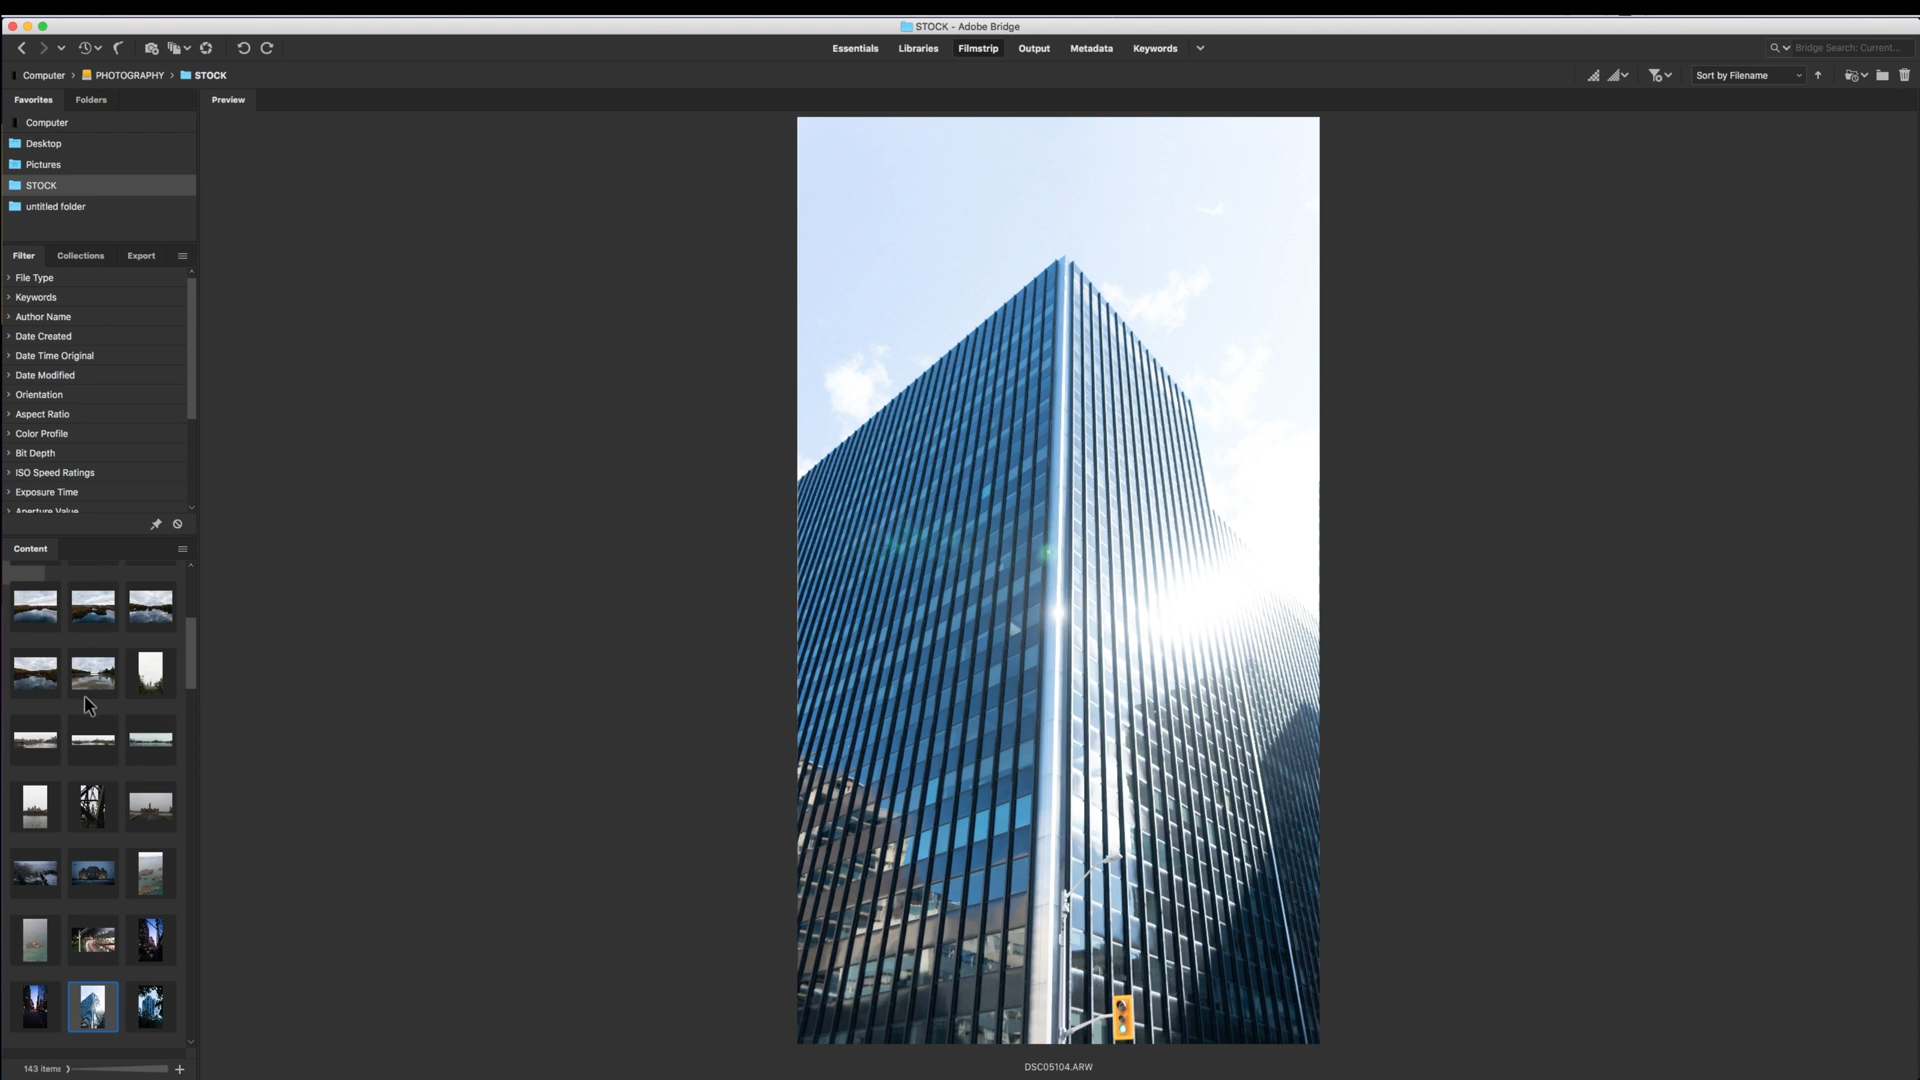 STOCK - Adobe Bridge
Essentials Libraries Filmstrip Output Metadata Keywords
Bridge Search: Current...
Computer PHOTOGRAPHY STOCK
Sort by Filename
Favorites Folders
Preview
Computer
Desktop
Pictures
STOCK
untitled folder
Filter Collections Export
File Type
Keywords
Author Name
Date Created
Date Time Original
Date Modified
Orientation
Aspect Ratio
Color Profile
Bit Depth
ISO Speed Ratings
Exposure Time
Aperture Value
Content
143 items
DSC05104.ARW